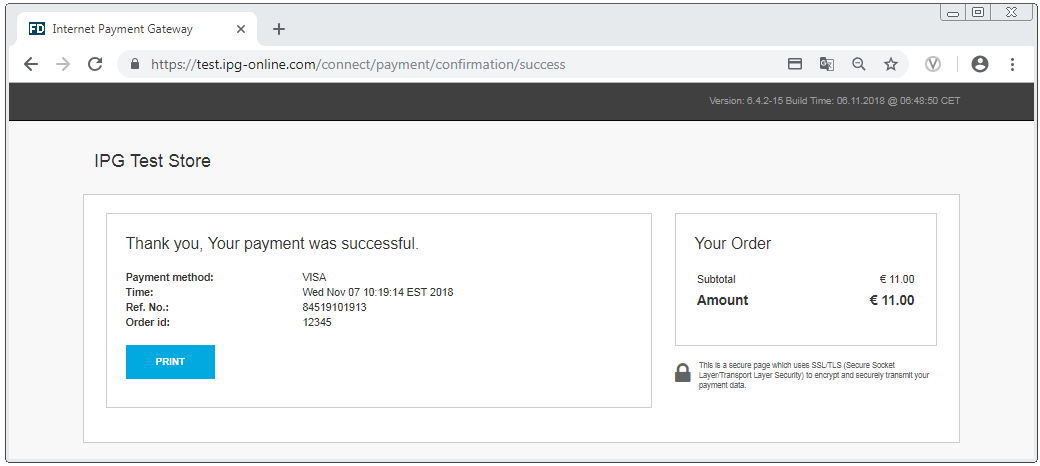 FD Internet Payment Gateway
https://test.ipg-online.com/connect/payment/confirmation/success
Version: 6.4.2-15 Build Time: 06.11.2018 @ 06:48:50 CET
IPG Test Store
Thank you, Your payment was successful.
Payment method: VISA
Time: Wed Nov 07 10:19:14 EST 2018
Ref. No.: 84519101913
Order id: 12345
PRINT
Your Order
Subtotal € 11.00
Amount € 11.00
This is a secure page which uses SSL/TLS (Secure Socket
Layer/Transport Layer Security) to encrypt and securely transmit your
payment data.